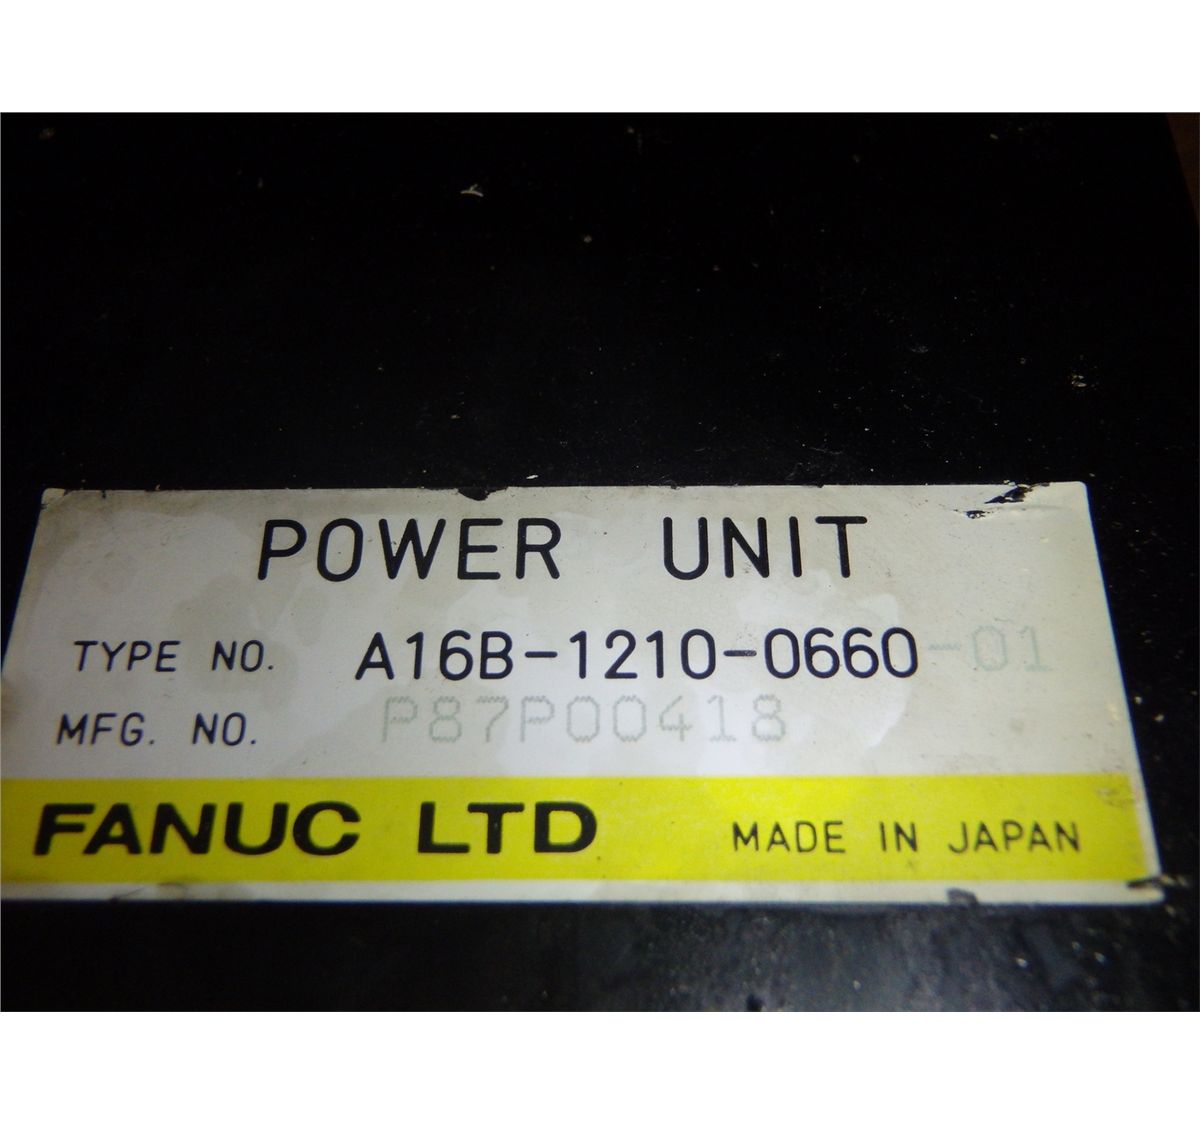 POWER UNIT
TYPE NO. A16B-1210-0660-01
MFG. NO. P87P00418
FANUC LTD MADE IN JAPAN